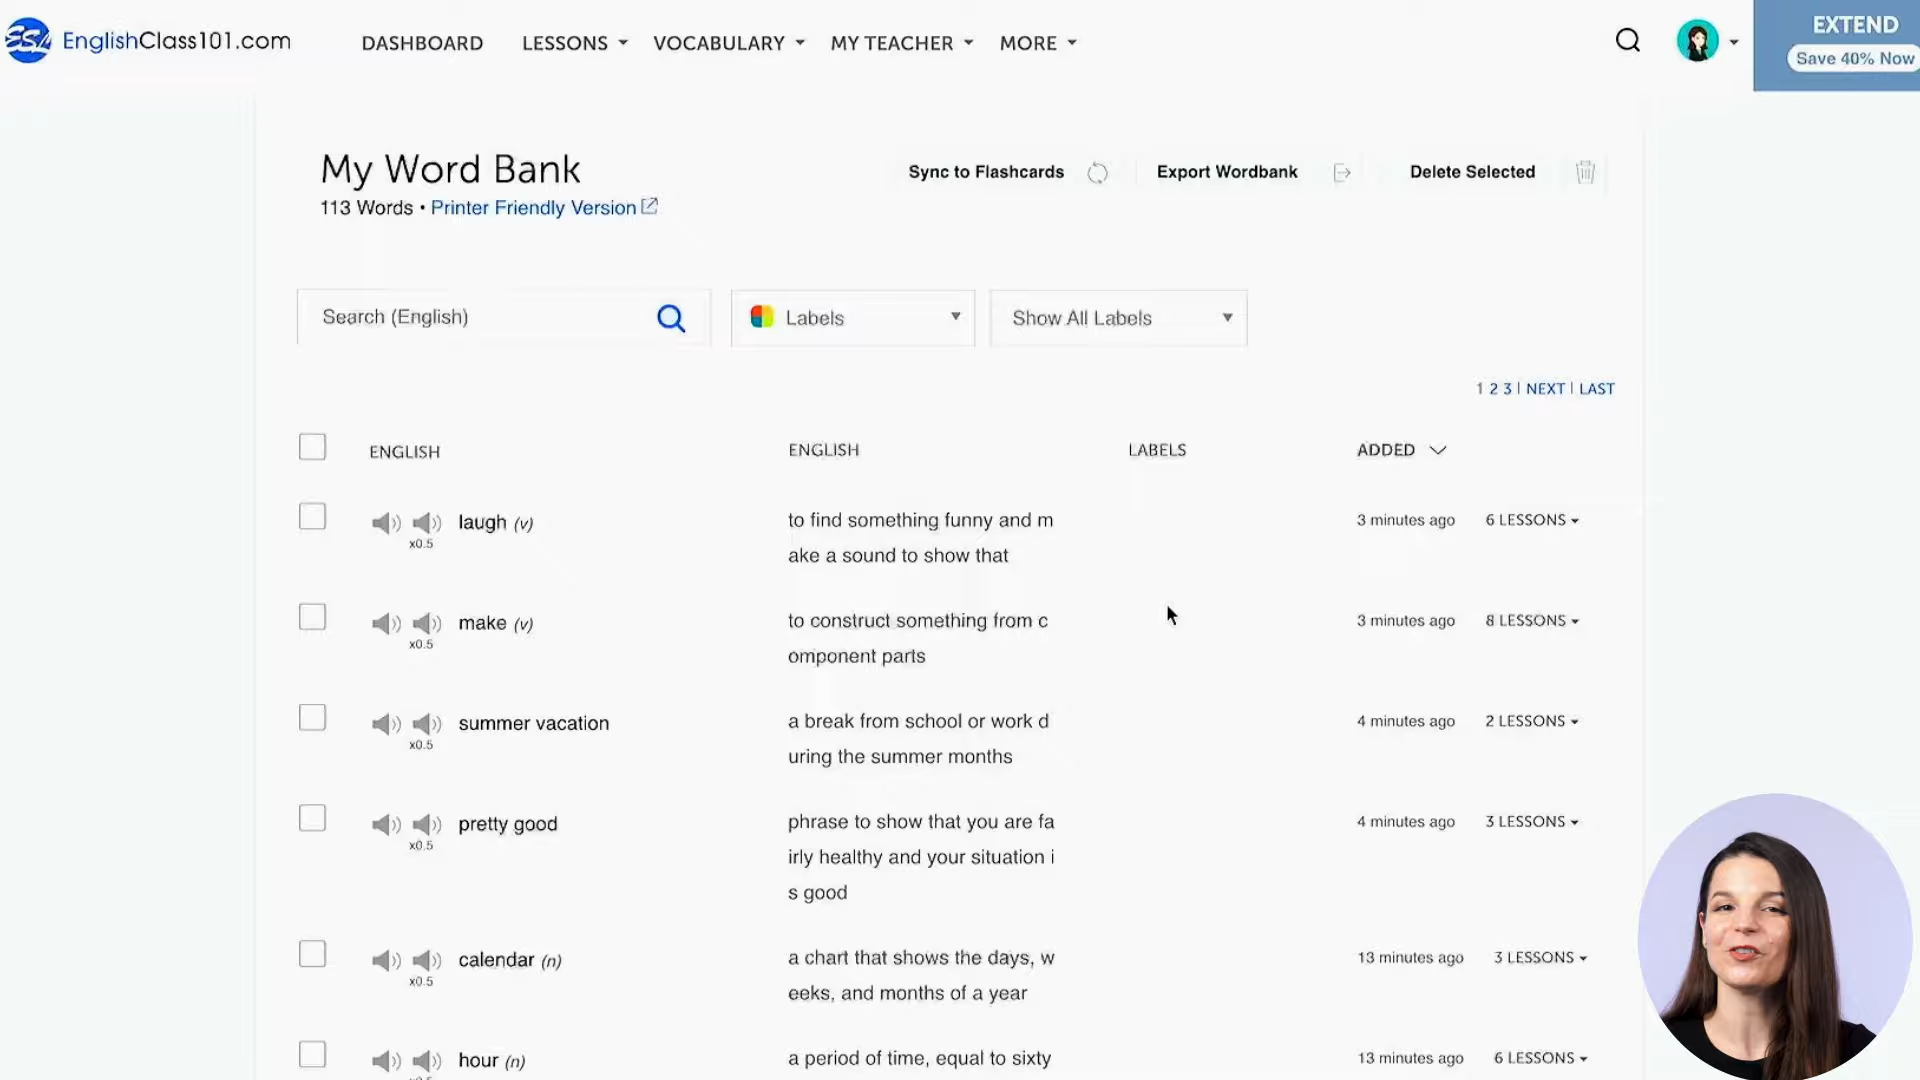 ESL EnglishClass101.com DASHBOARD LESSONS VOCABULARY MY TEACHER MORE EXTEND
Save 40% Now
My Word Bank
Sync to Flashcards Export Wordbank Delete Selected
113 Words • Printer Friendly Version
Search (English) Labels Show All Labels
1 2 3 | NEXT | LAST
ENGLISH ENGLISH LABELS ADDED
laugh (v) to find something funny and m 3 minutes ago 6 LESSONS
x0.5 ake a sound to show that
make (v) to construct something from c 3 minutes ago 8 LESSONS
x0.5 omponent parts
summer vacation a break from school or work d 4 minutes ago 2 LESSONS
x0.5 uring the summer months
pretty good phrase to show that you are fa 4 minutes ago 3 LESSONS
x0.5 irly healthy and your situation i
s good
calendar (n) a chart that shows the days, w 13 minutes ago 3 LESSONS
x0.5 eeks, and months of a year
hour (n) a period of time, equal to sixty 13 minutes ago 6 LESSONS